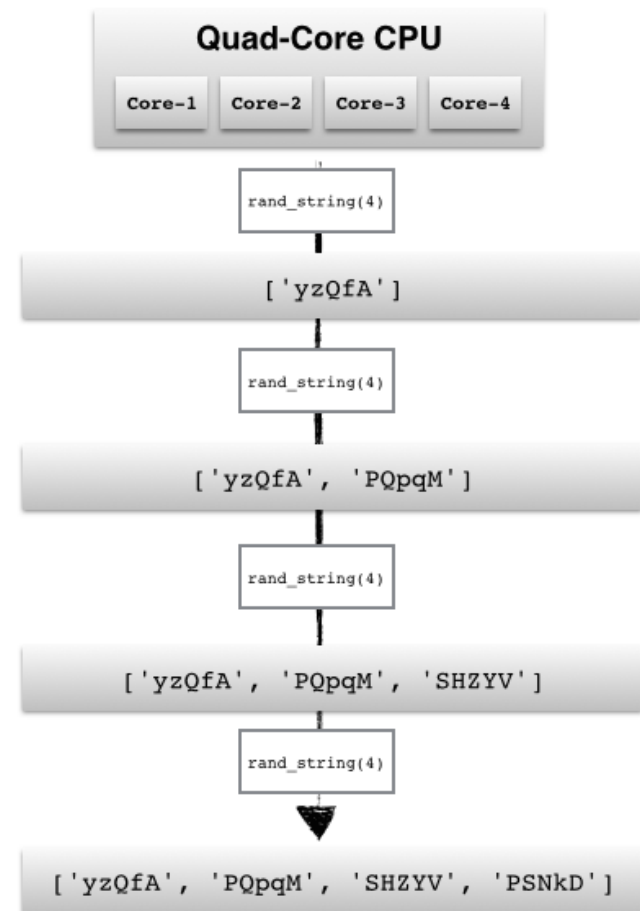 Quad-Core CPU
Core-1 Core-2 Core-3 Core-4
rand_string(4)
['yzQfA']
rand_string(4)
['yzQfA', 'PQpqM']
rand_string(4)
['yzQfA', 'PQpqM', 'SHZYV']
rand_string(4)
['yzQfA', 'PQpqM', 'SHZYV', 'PSNkD']